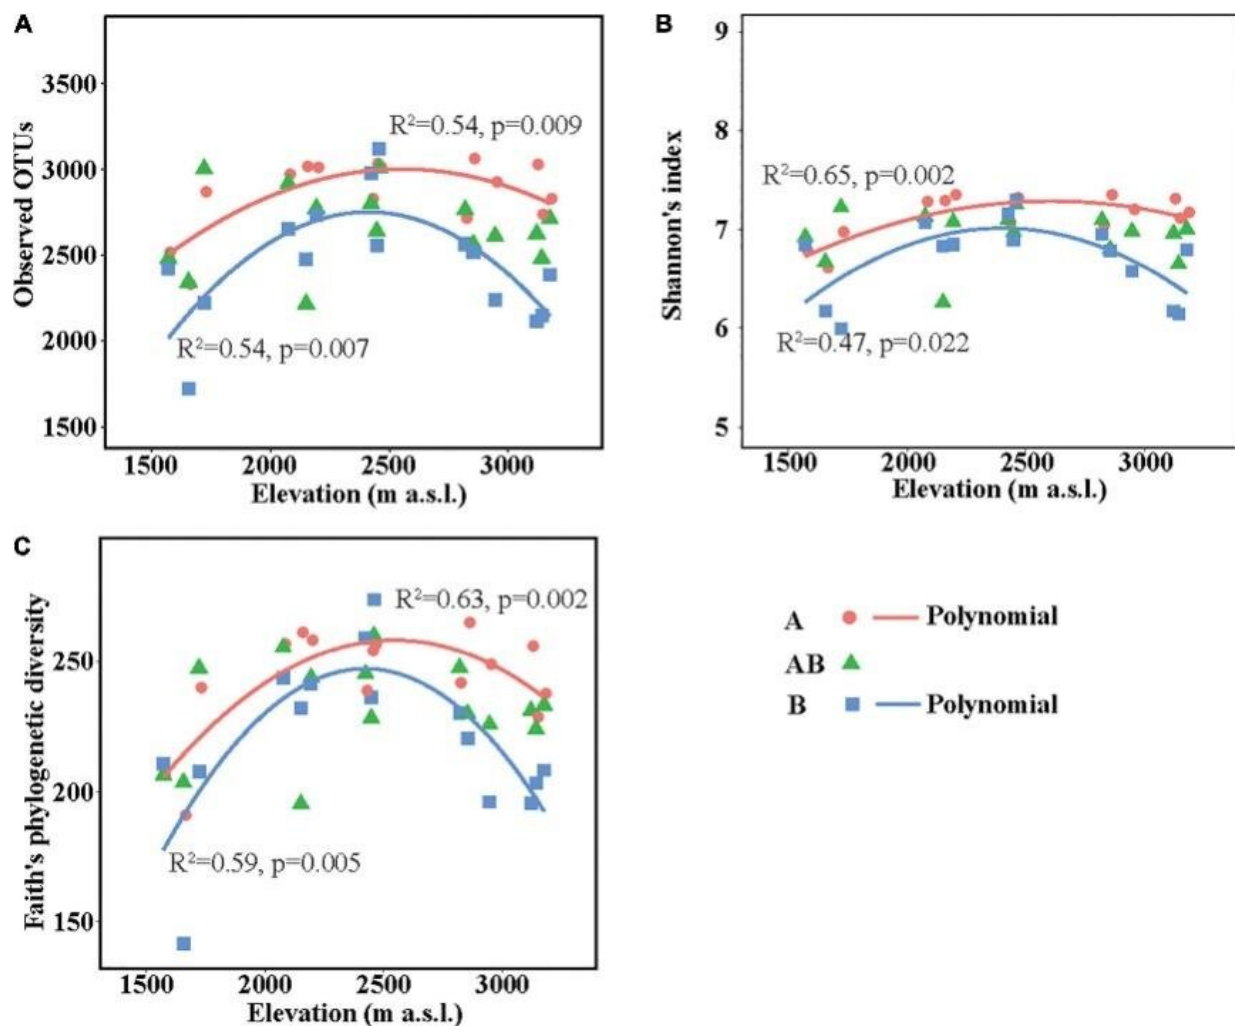 A
Observed OTUs
3500
3000
2500
2000
1500
R²=0.54, p=0.009
R²=0.54, p=0.007
1500 2000 2500 3000
Elevation (m a.s.l.)
B
Shannon's index
9
8
7
6
5
R²=0.65, p=0.002
R²=0.47, p=0.022
1500 2000 2500 3000
Elevation (m a.s.l.)
C
Faith's phylogenetic diversity
250
200
150
R²=0.63, p=0.002
R²=0.59, p=0.005
1500 2000 2500 3000
Elevation (m a.s.l.)
A Polynomial
AB
B Polynomial